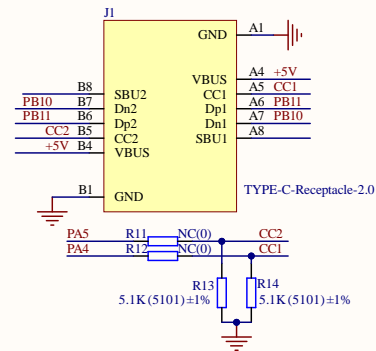 J1
GND A1
VBUS A4 +5V
B8 SBU2 CC1 A5 CC1
PB10 B7 Dn2 Dp1 A6 PB11
PB11 B6 Dp2 Dn1 A7 PB10
CC2 B5 CC2 SBU1 A8
+5V B4 VBUS
B1 GND
TYPE-C-Receptacle-2.0
PA5 R11 NC(0) CC2
PA4 R12 NC(0) CC1
R13 R14
5.1K(5101)±1% 5.1K(5101)±1%